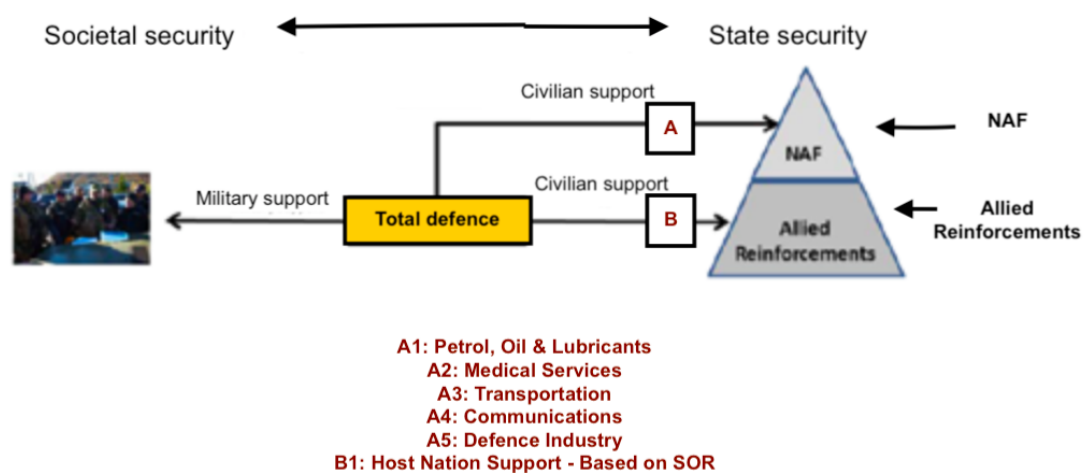 Societal security
State security
Civilian support
A
NAF
NAF
Military support
Total defence
Civilian support
B
Allied
Reinforcements
Allied
Reinforcements
A1: Petrol, Oil & Lubricants
A2: Medical Services
A3: Transportation
A4: Communications
A5: Defence Industry
B1: Host Nation Support - Based on SOR